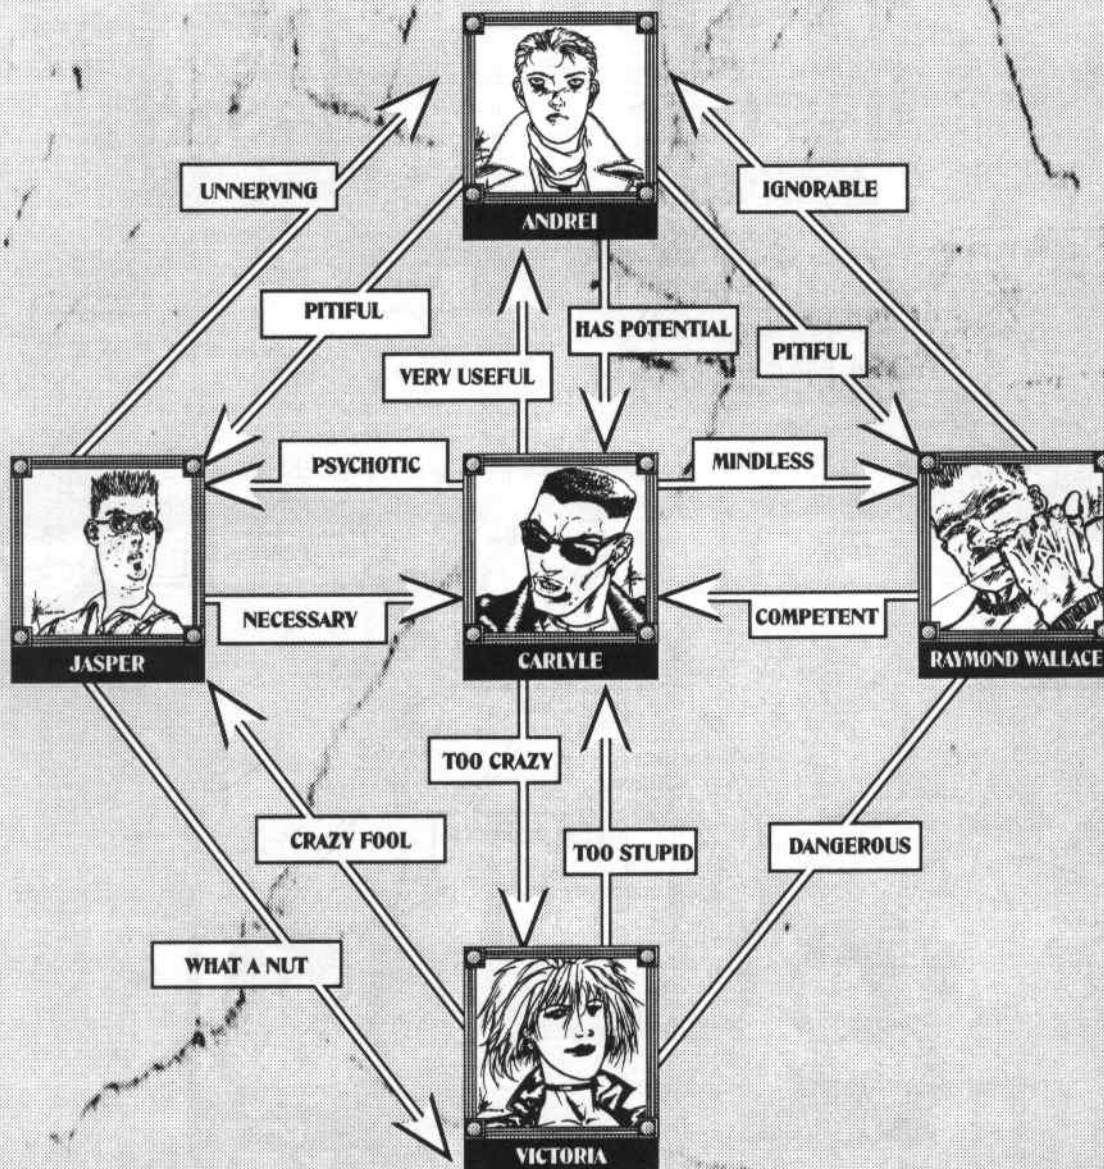 UNNERVING
IGNORABLE
ANDREI
PITIFUL
HAS POTENTIAL
PITIFUL
VERY USEFUL
PSYCHOTIC
MINDLESS
NECESSARY
COMPETENT
JASPER
CARLYLE
RAYMOND WALLACE
TOO CRAZY
CRAZY FOOL
TOO STUPID
DANGEROUS
WHAT A NUT
VICTORIA